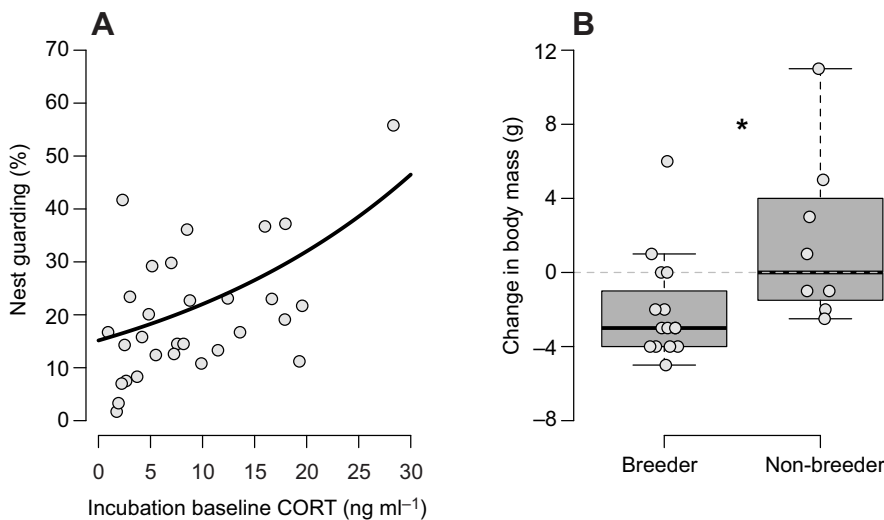 A
70
60
50
40
30
20
10
0
Nest guarding (%)
0 5 10 15 20 25 30
Incubation baseline CORT (ng ml–1)
B
12
8
4
0
–4
–8
Change in body mass (g)
*
Breeder Non-breeder